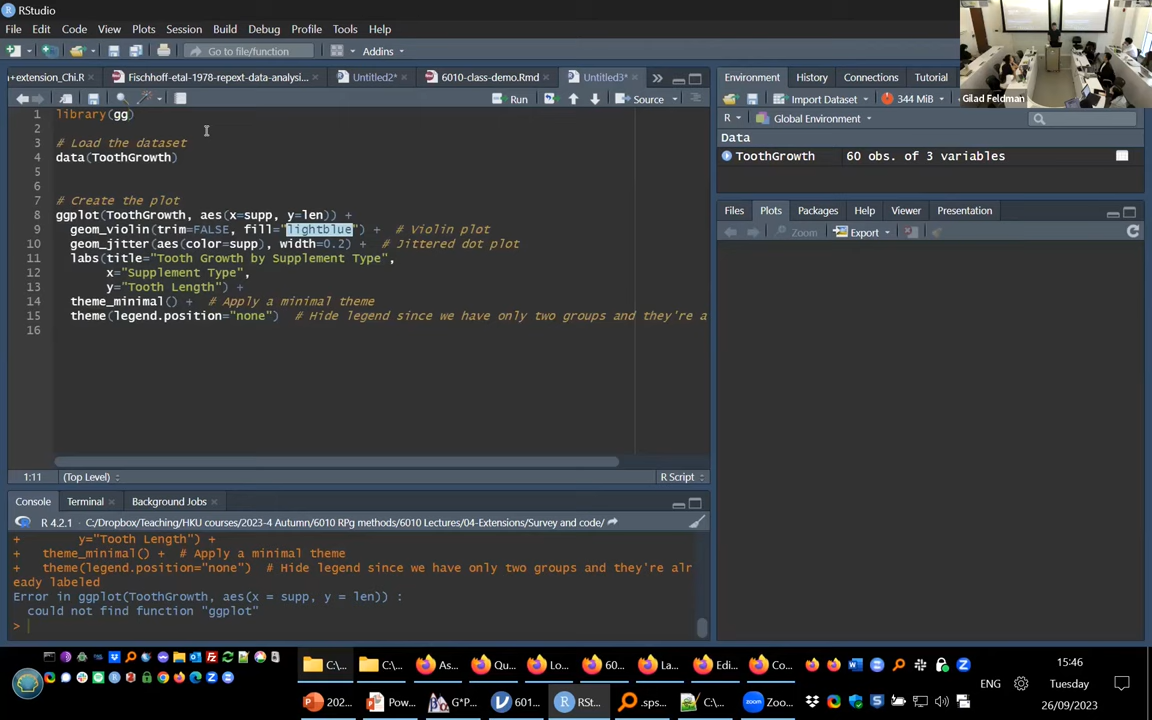 RStudio
File Edit Code View Plots Session Build Debug Profile Tools Help
Go to file/function Addins
+extension_Chi.R Fischhoff-etal-1978-repext-data-analysi... Untitled2* 6010-class-demo.Rmd Untitled3*
Run Source
1 library(gg)
2
3 # Load the dataset
4 data(ToothGrowth)
5
6
7 # Create the plot
8 ggplot(ToothGrowth, aes(x=supp, y=len)) +
9 geom_violin(trim=FALSE, fill="lightblue") + # Violin plot
10 geom_jitter(aes(color=supp), width=0.2) + # Jittered dot plot
11 labs(title="Tooth Growth by Supplement Type",
12 x="Supplement Type",
13 y="Tooth Length") +
14 theme_minimal() + # Apply a minimal theme
15 theme(legend.position="none") # Hide legend since we have only two groups and they're a
16
1:11 (Top Level) R Script
Console Terminal Background Jobs
R 4.2.1 · C:/Dropbox/Teaching/HKU courses/2023-4 Autumn/6010 RPg methods/6010 Lectures/04-Extensions/Survey and code/
+ y="Tooth Length") +
+ theme_minimal() + # Apply a minimal theme
+ theme(legend.position="none") # Hide legend since we have only two groups and they're alr
eady labeled
Error in ggplot(ToothGrowth, aes(x = supp, y = len)) :
could not find function "ggplot"
>
Environment History Connections Tutorial
Import Dataset 344 MiB
R Global Environment
Data
ToothGrowth 60 obs. of 3 variables
Files Plots Packages Help Viewer Presentation
Zoom Export
Gilad Feldman
C:\... C:\... As... Qu... Lo... 60... La... Edi... Co...
202... Pow... G*P... 601... RSt... .sps... C:\... Zoo...
ENG
15:46
Tuesday
26/09/2023